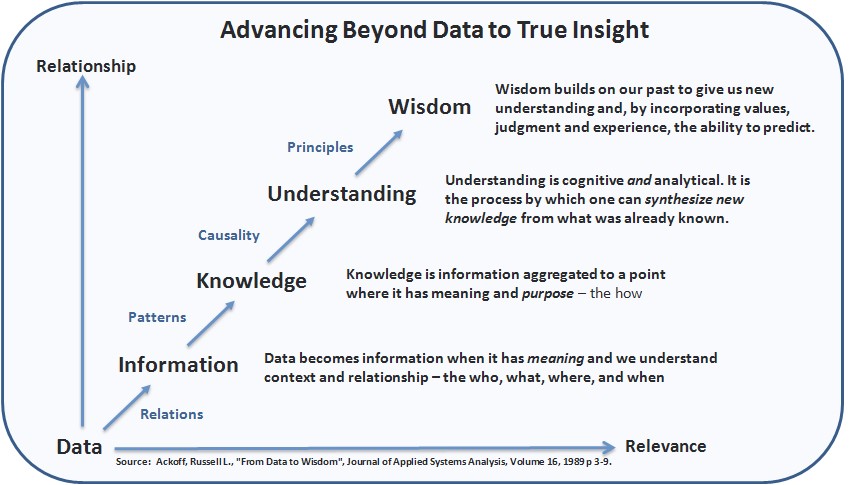 Advancing Beyond Data to True Insight
Relationship
Wisdom
Wisdom builds on our past to give us new
understanding and, by incorporating values,
judgment and experience, the ability to predict.
Principles
Understanding
Understanding is cognitive and analytical. It is
the process by which one can synthesize new
knowledge from what was already known.
Causality
Knowledge
Knowledge is information aggregated to a point
where it has meaning and purpose – the how
Patterns
Information
Data becomes information when it has meaning and we understand
context and relationship – the who, what, where, and when
Relations
Data
Relevance
Source: Ackoff, Russell L., "From Data to Wisdom", Journal of Applied Systems Analysis, Volume 16, 1989 p 3-9.